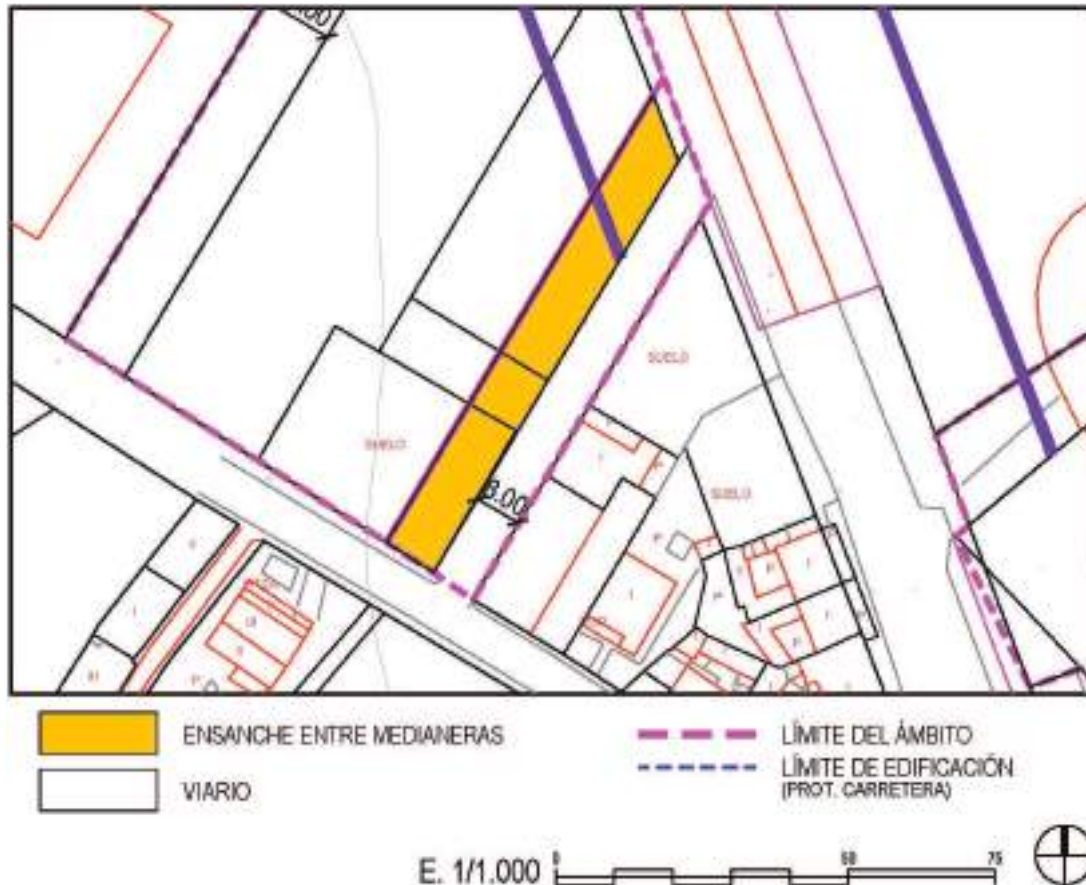 SUELO
SUELO
SUELO
8.00
ENSANCHE ENTRE MEDIANERAS
VIARIO
LÍMITE DEL ÁMBITO
LÍMITE DE EDIFICACIÓN
(PROT. CARRETERA)
E. 1/1.000
0 50 75